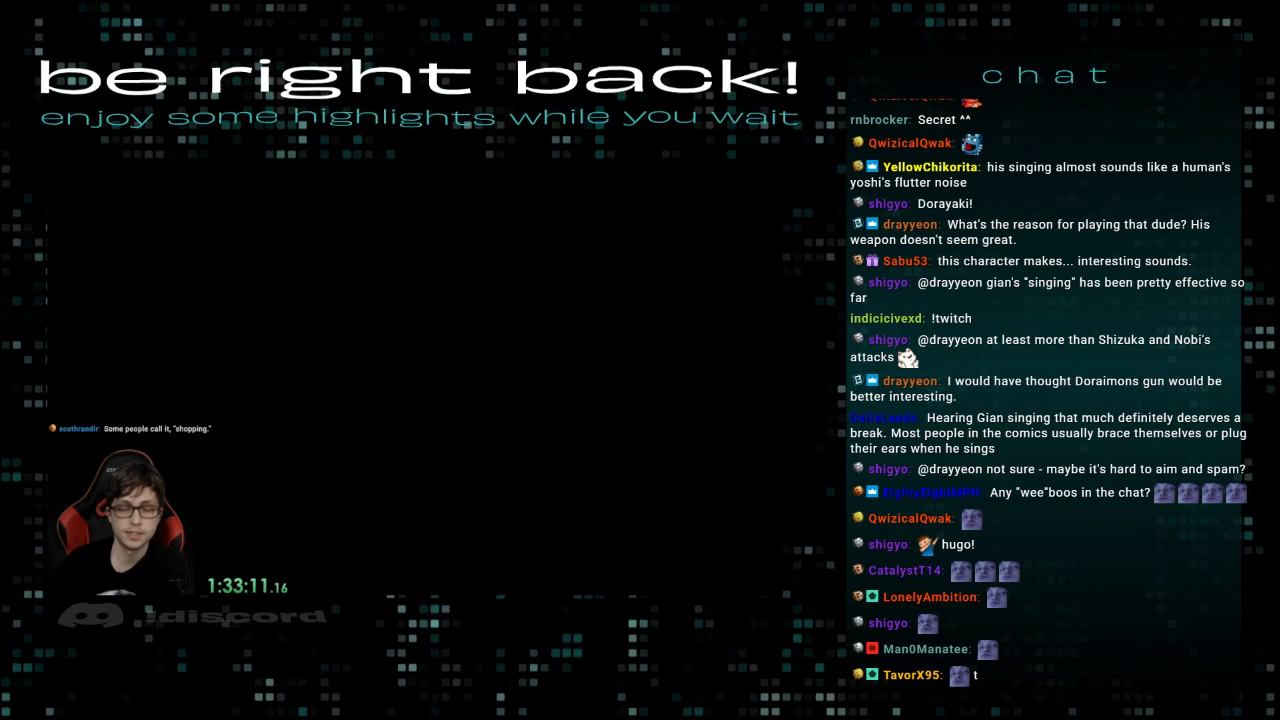 be right back!
enjoy some highlights while you wait
chat
rnbrocker: Secret ^^
QwizicalQwak:
YellowChikorita: his singing almost sounds like a human's
yoshi's flutter noise
shigyo: Dorayaki!
drayyeon: What's the reason for playing that dude? His
weapon doesn't seem great.
Sabu53: this character makes... interesting sounds.
shigyo: @drayyeon gian's "singing" has been pretty effective so
far
indicicivexd: !twitch
shigyo: @drayyeon at least more than Shizuka and Nobi's
attacks
drayyeon: I would have thought Doraimons gun would be
better interesting.
Hearing Gian singing that much definitely deserves a
break. Most people in the comics usually brace themselves or plug
their ears when he sings
shigyo: @drayyeon not sure - maybe it's hard to aim and spam?
EightyEightMPH: Any "wee"boos in the chat?
QwizicalQwak:
shigyo: hugo!
CatalystT14:
LonelyAmbition:
shigyo:
Man0Manatee:
TavorX95: t
scothrandir: Some people call it, "shopping."
1:33:11.16
!discord